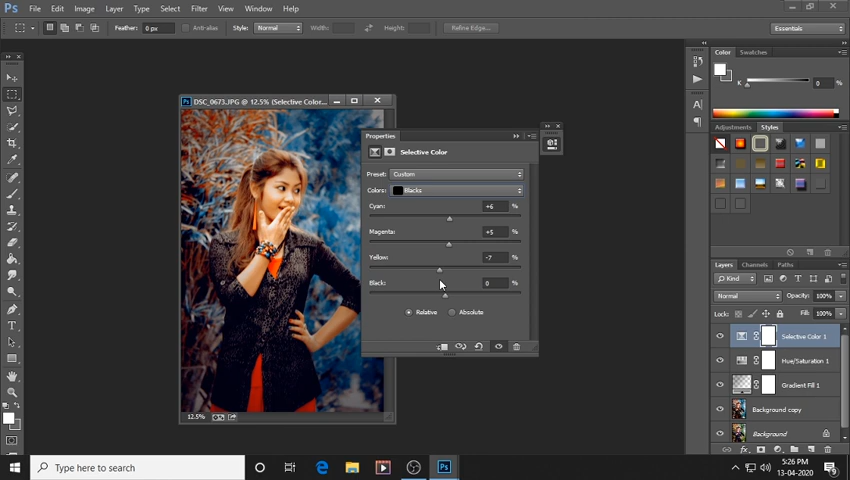 Ps File Edit Image Layer Type Select Filter View Window Help
Feather: 0 px Anti-alias Style: Normal Width: Height: Refine Edge... Essentials
DSC_0673.JPG @ 12.5% (Selective Color...
Color Swatches
K 0 %
Properties
Selective Color
Preset: Custom
Colors: Blacks
Cyan: +6 %
Magenta: +5 %
Yellow: -7 %
Black: 0 %
Relative Absolute
Adjustments Styles
Layers Channels Paths
Kind
Normal Opacity: 100%
Lock: Fill: 100%
Selective Color 1
Hue/Saturation 1
Gradient Fill 1
Background copy
Background
12.5%
fx
Type here to search
5:26 PM
13-04-2020